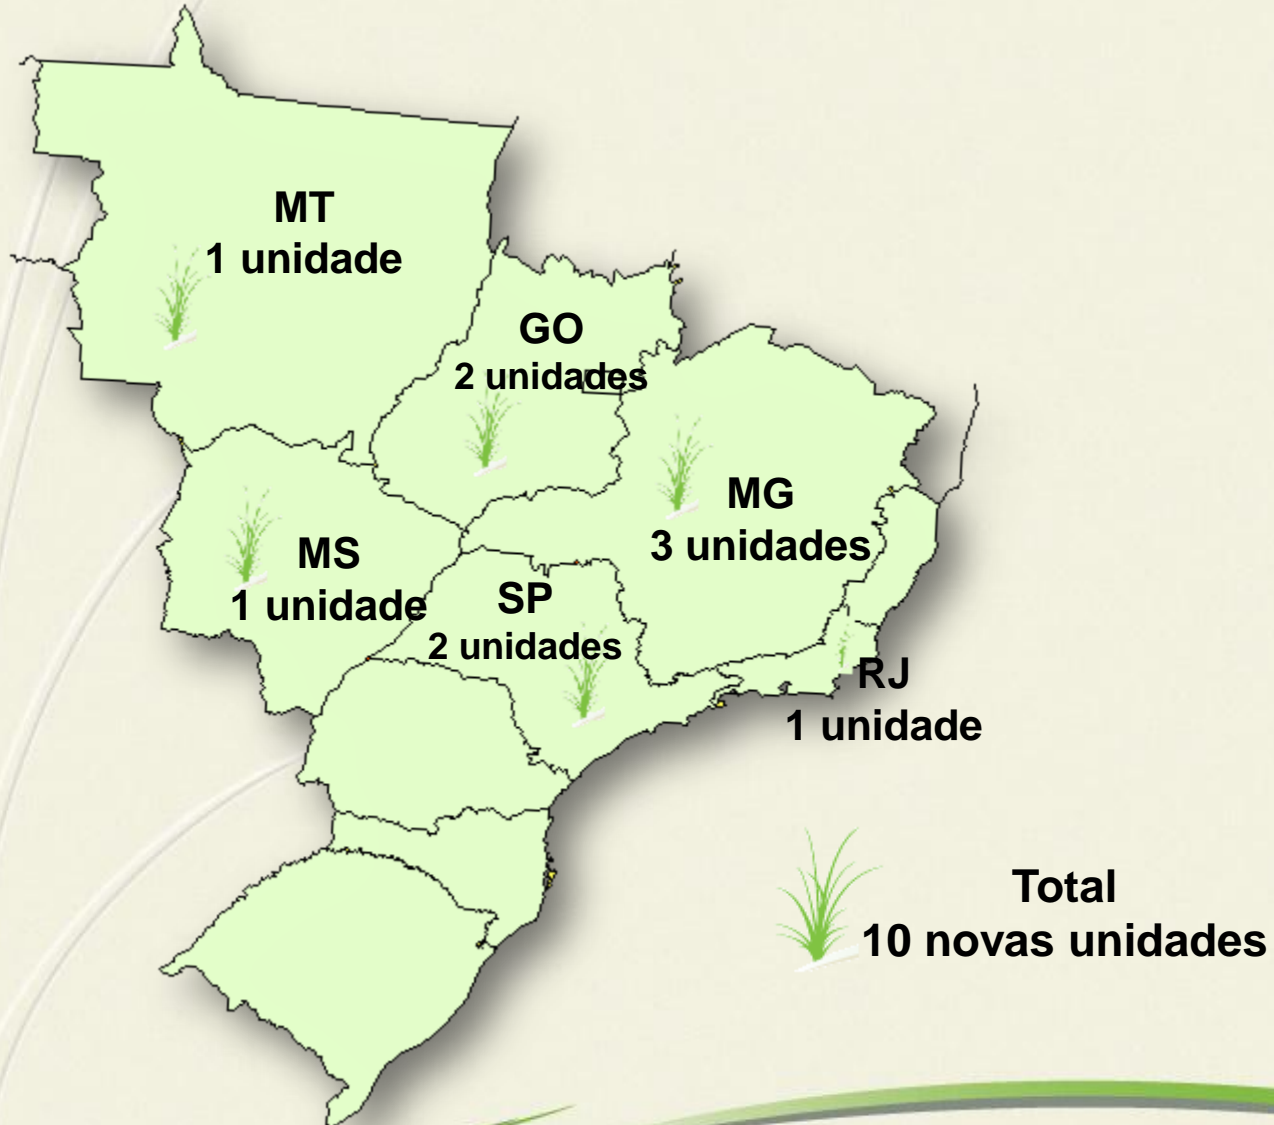 MT
1 unidade
GO
2 unidades
MG
3 unidades
MS
1 unidade
SP
2 unidades
RJ
1 unidade
Total
10 novas unidades